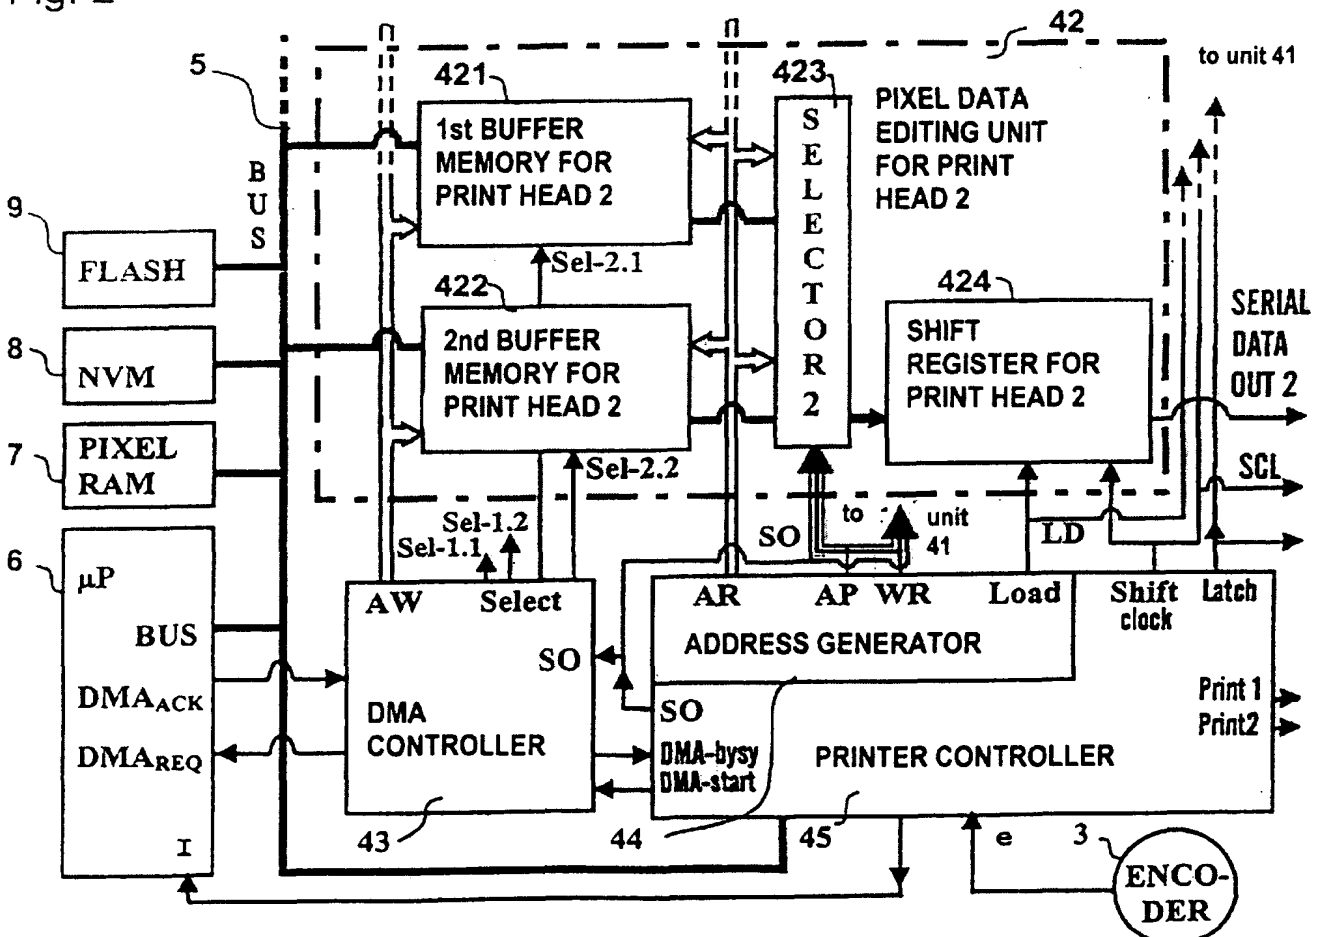 Fig. 2
42
to unit 41
5
421
423
1st BUFFER
MEMORY FOR
PRINT HEAD 2
SELECTOR 2
PIXEL DATA
EDITING UNIT
FOR PRINT
HEAD 2
BUS
9
FLASH
Sel-2.1
422
424
2nd BUFFER
MEMORY FOR
PRINT HEAD 2
SHIFT
REGISTER FOR
PRINT HEAD 2
SERIAL
DATA
OUT 2
8
NVM
7
PIXEL
RAM
Sel-2.2
SCL
Sel-1.2
Sel-1.1
SO
to
unit
41
LD
6
µP
BUS
DMAACK
DMAREQ
I
AW
Select
SO
DMA
CONTROLLER
43
AR
AP
WR
Load
Shift
clock
Latch
ADDRESS GENERATOR
SO
DMA-bysy
DMA-start
PRINTER CONTROLLER
Print 1
Print2
44
45
e
3
ENCO-
DER